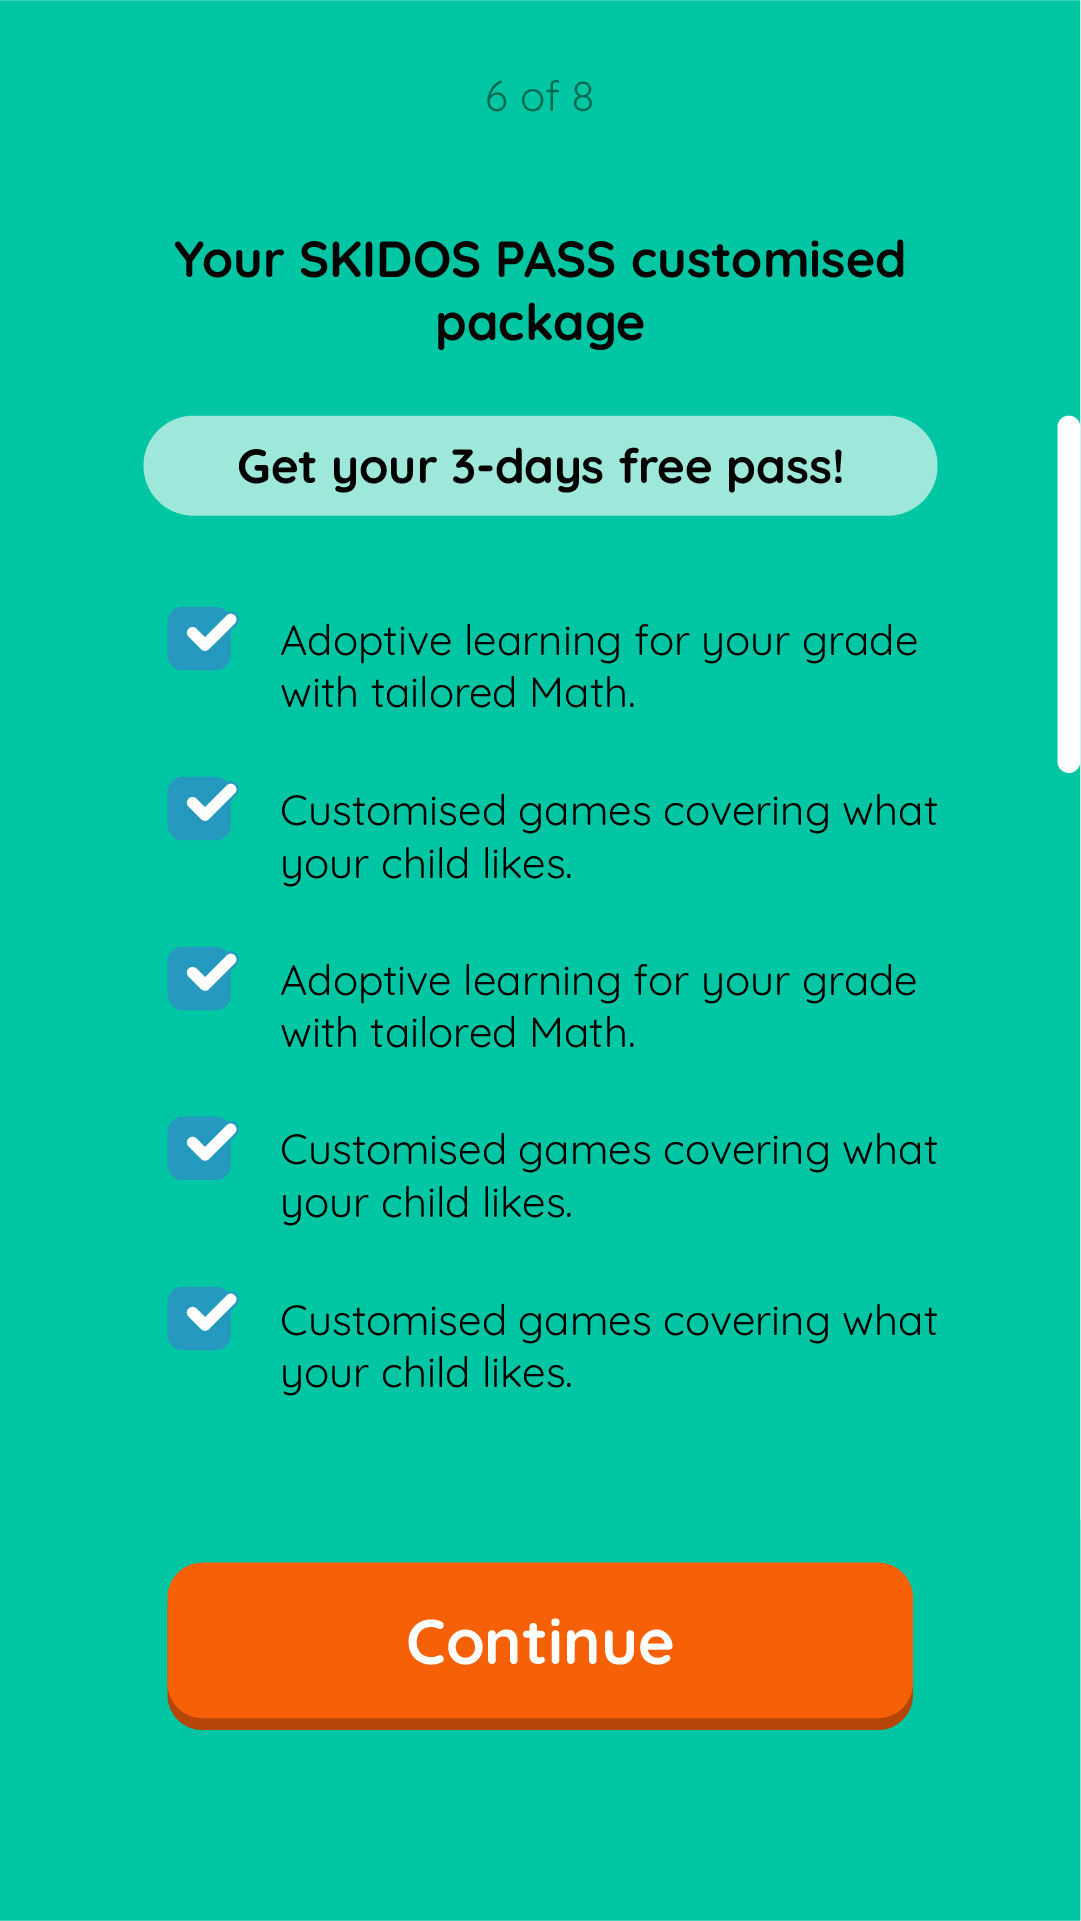 6 of 8
Your SKIDOS PASS customised
package
Get your 3-days free pass!
Adoptive learning for your grade
with tailored Math.
Customised games covering what
your child likes.
Adoptive learning for your grade
with tailored Math.
Customised games covering what
your child likes.
Customised games covering what
your child likes.
Continue